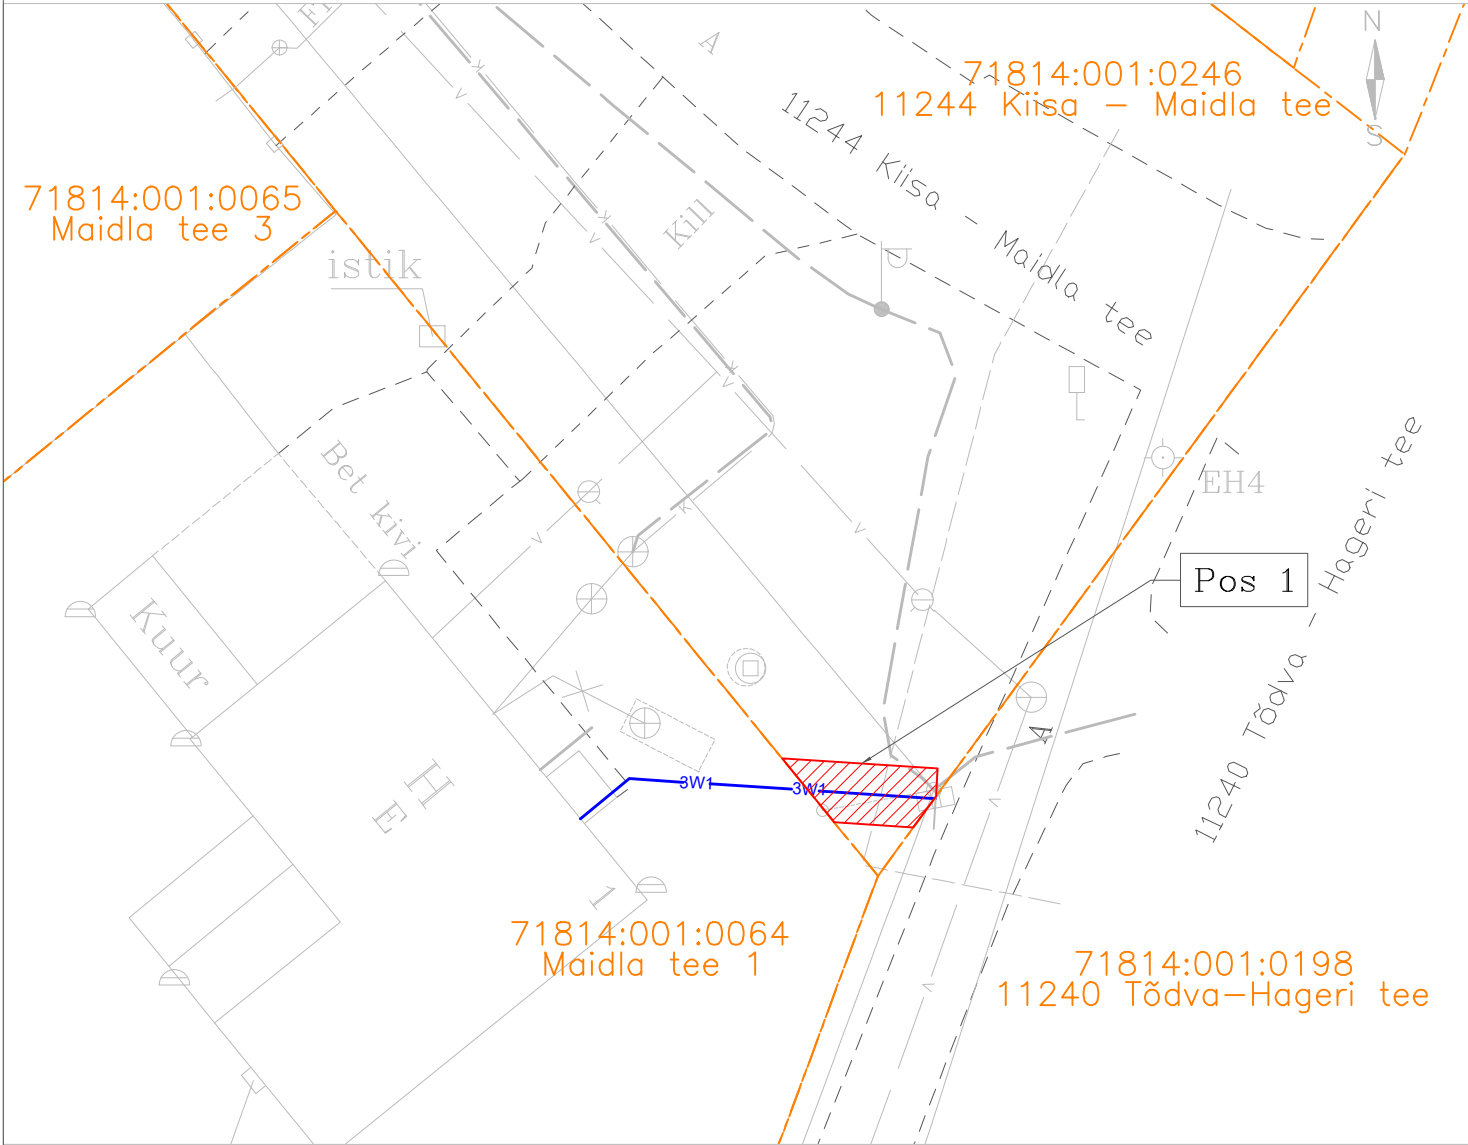 N
S
A
71814:001:0246
11244 Kiisa – Maidla tee
11244 Kiisa - Maidla tee
71814:001:0065
Maidla tee 3
Kill
istik
Bet kivi
EH4
Pos 1
Kuur
11240 Tõdva - Hageri tee
A
3W1
3W1
EH
1
71814:001:0064
Maidla tee 1
71814:001:0198
11240 Tõdva–Hageri tee